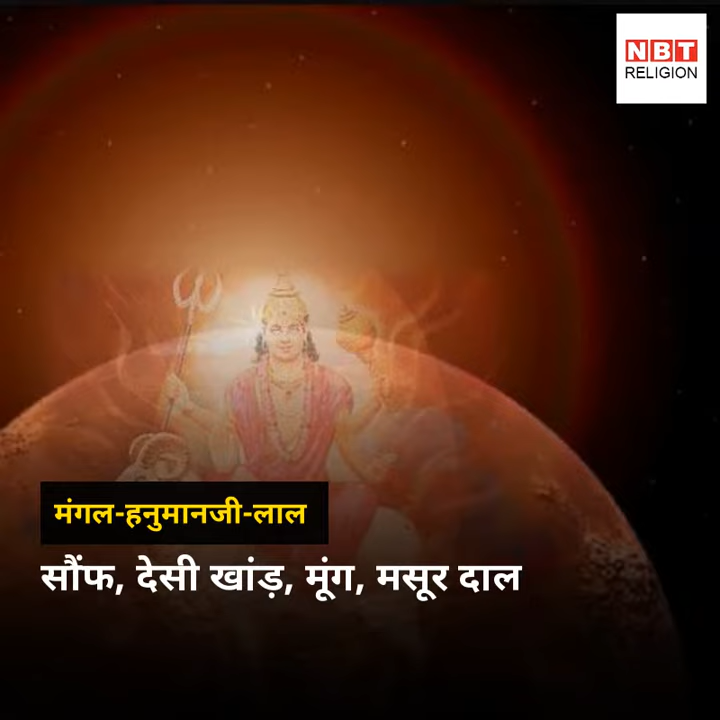 NBT
RELIGION
मंगल-हनुमानजी-लाल
सौंफ, देसी खांड़, मूंग, मसूर दाल